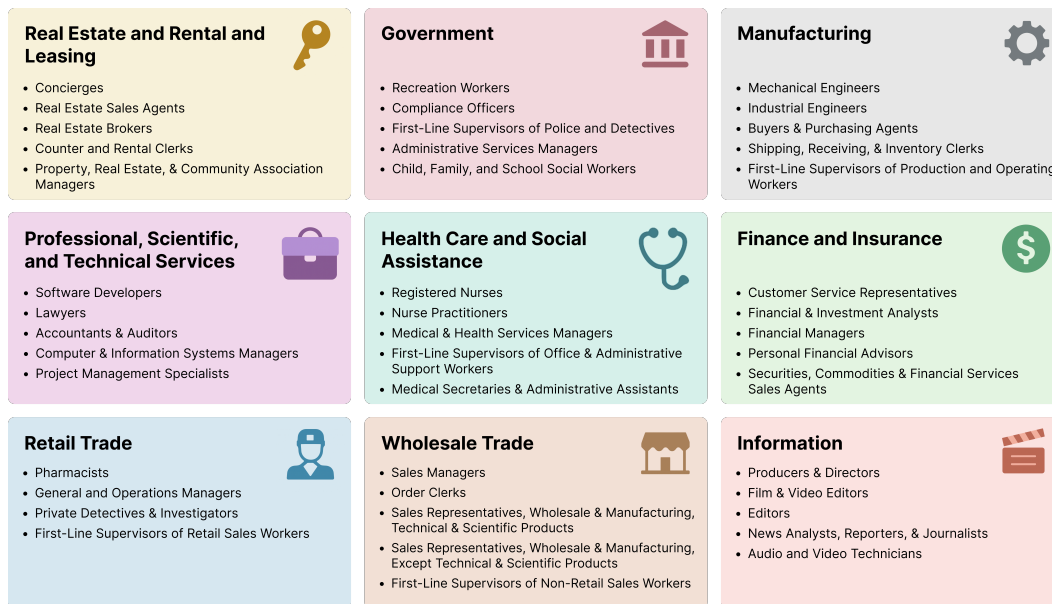 Real Estate and Rental and
Leasing
• Concierges
• Real Estate Sales Agents
• Real Estate Brokers
• Counter and Rental Clerks
• Property, Real Estate, & Community Association
Managers
Government
• Recreation Workers
• Compliance Officers
• First-Line Supervisors of Police and Detectives
• Administrative Services Managers
• Child, Family, and School Social Workers
Manufacturing
• Mechanical Engineers
• Industrial Engineers
• Buyers & Purchasing Agents
• Shipping, Receiving, & Inventory Clerks
• First-Line Supervisors of Production and Operating
Workers
Professional, Scientific,
and Technical Services
• Software Developers
• Lawyers
• Accountants & Auditors
• Computer & Information Systems Managers
• Project Management Specialists
Health Care and Social
Assistance
• Registered Nurses
• Nurse Practitioners
• Medical & Health Services Managers
• First-Line Supervisors of Office & Administrative
Support Workers
• Medical Secretaries & Administrative Assistants
Finance and Insurance
$
• Customer Service Representatives
• Financial & Investment Analysts
• Financial Managers
• Personal Financial Advisors
• Securities, Commodities & Financial Services
Sales Agents
Retail Trade
• Pharmacists
• General and Operations Managers
• Private Detectives & Investigators
• First-Line Supervisors of Retail Sales Workers
Wholesale Trade
• Sales Managers
• Order Clerks
• Sales Representatives, Wholesale & Manufacturing,
Technical & Scientific Products
• Sales Representatives, Wholesale & Manufacturing,
Except Technical & Scientific Products
• First-Line Supervisors of Non-Retail Sales Workers
Information
• Producers & Directors
• Film & Video Editors
• Editors
• News Analysts, Reporters, & Journalists
• Audio and Video Technicians